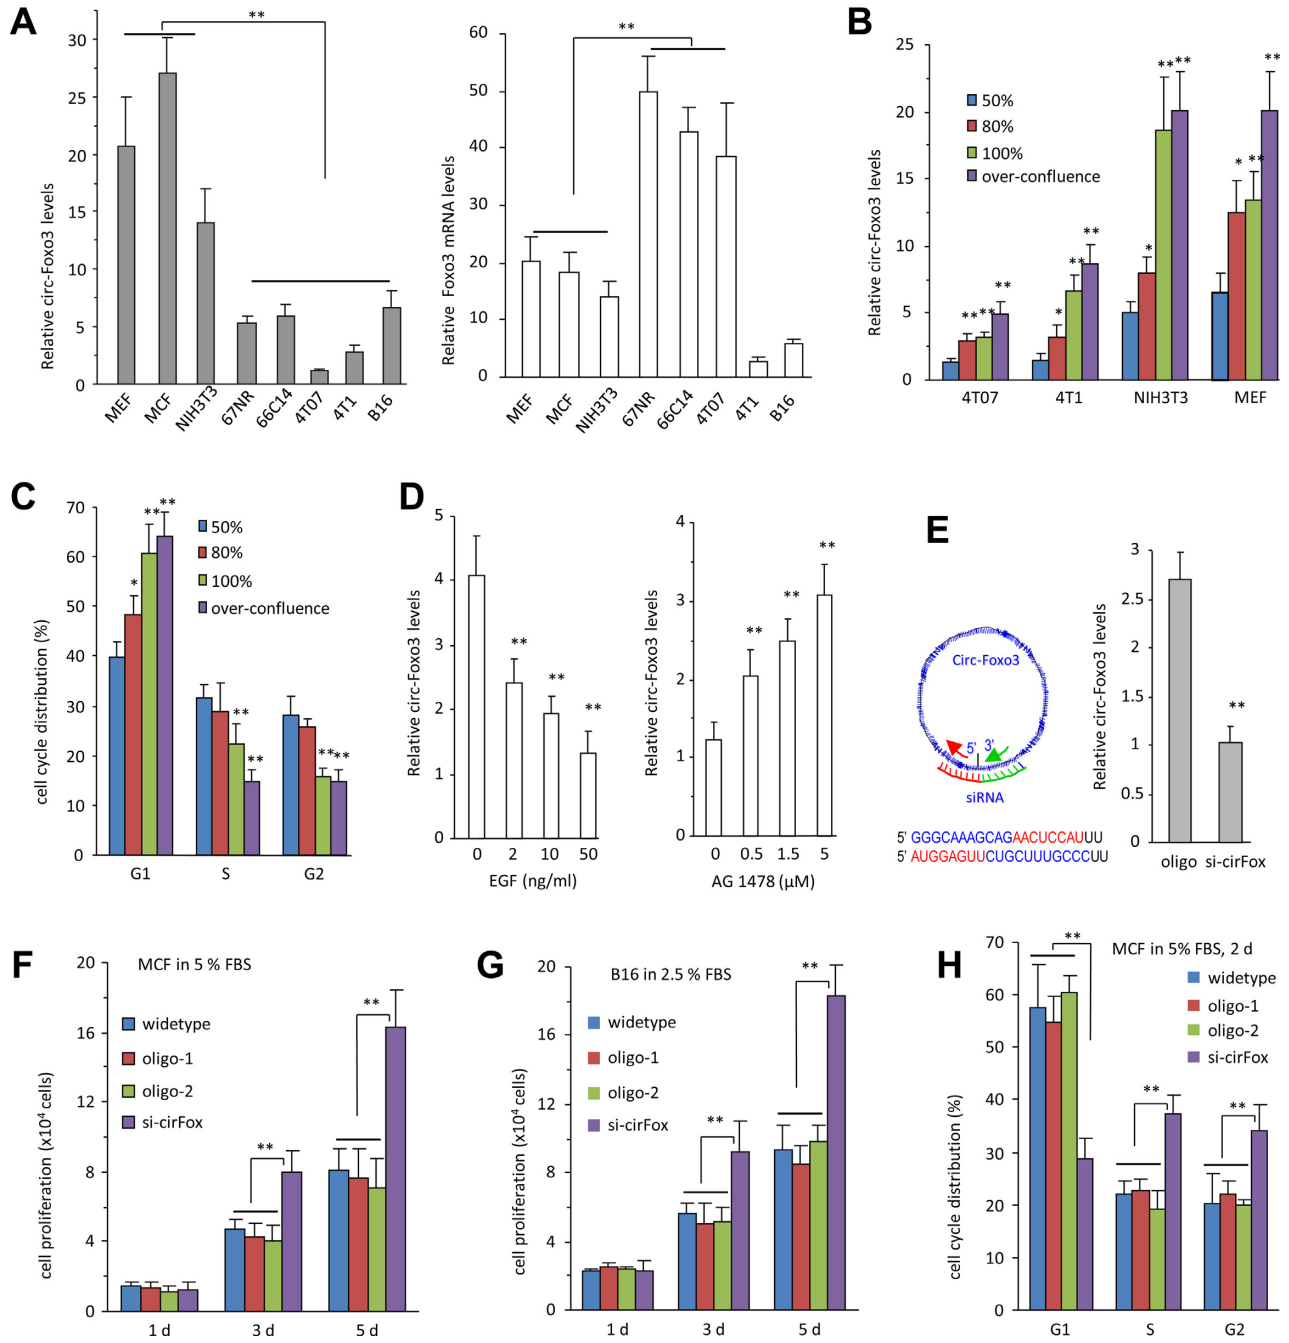 A
Relative circ-Foxo3 levels
30
25
20
15
10
5
0
**
MEF
MCF
NIH3T3
67NR
66C14
4T07
4T1
B16
Relative Foxo3 mRNA levels
60
50
40
30
20
10
0
**
MEF
MCF
NIH3T3
67NR
66C14
4T07
4T1
B16
B
Relative circ-Foxo3 levels
25
20
15
10
5
0
50%
80%
100%
over-confluence
** ** **
* ** **
* ** **
* ** **
4T07
4T1
NIH3T3
MEF
C
cell cycle distribution (%)
70
60
50
40
30
20
10
0
50%
80%
100%
over-confluence
* ** **
** **
** **
G1
S
G2
D
Relative circ-Foxo3 levels
5
4
3
2
1
0
** ** **
0 2 10 50
EGF (ng/ml)
Relative circ-Foxo3 levels
4
3
2
1
0
** ** **
0 0.5 1.5 5
AG 1478 (µM)
E
Circ-Foxo3
5' 3'
siRNA
5' GGGCAAAGCAGAACUCCAUUU
5' AUGGAGUUCUGCUUUGCCCUU
Relative circ-Foxo3 levels
3
2.5
2
1.5
1
0.5
0
**
oligo si-cirFox
F
MCF in 5 % FBS
cell proliferation (x10⁴ cells)
20
16
12
8
4
0
widetype
oligo-1
oligo-2
si-cirFox
**
**
1 d
3 d
5 d
G
B16 in 2.5 % FBS
cell proliferation (x10⁴ cells)
20
16
12
8
4
0
widetype
oligo-1
oligo-2
si-cirFox
**
**
1 d
3 d
5 d
H
MCF in 5% FBS, 2 d
cell cycle distribution (%)
70
60
50
40
30
20
10
0
widetype
oligo-1
oligo-2
si-cirFox
**
**
**
G1
S
G2